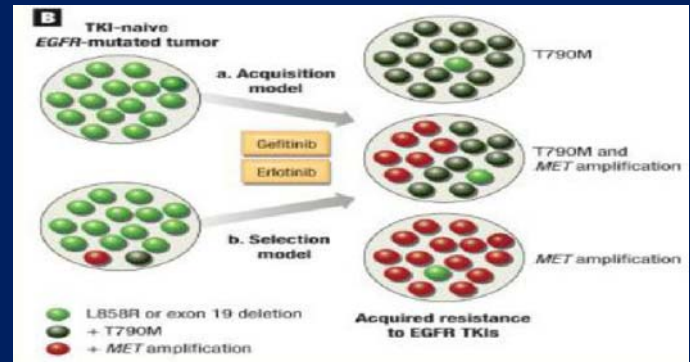 B
TKI-naive
EGFR-mutated tumor
a. Acquisition
model
Gefitinib
Erlotinib
b. Selection
model
T790M
T790M and
MET amplification
MET amplification
L858R or exon 19 deletion
+ T790M
+ MET amplification
Acquired resistance
to EGFR TKIs